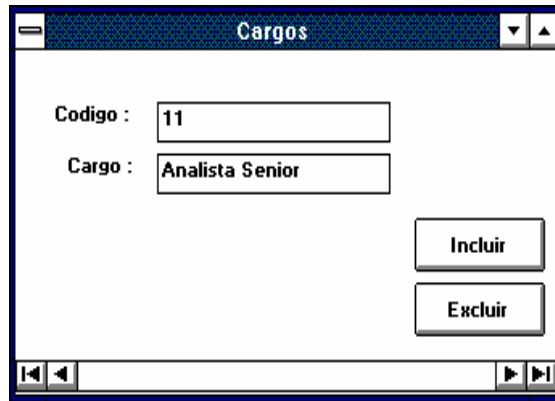 Cargos
Codigo : 11
Cargo : Analista Senior
Incluir
Excluir